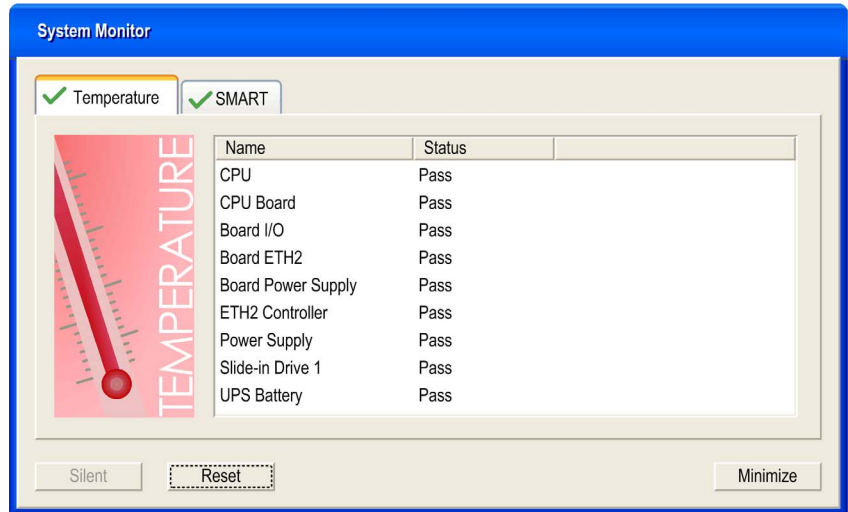 System Monitor
Temperature
SMART
TEMPERATURE
Name Status
CPU Pass
CPU Board Pass
Board I/O Pass
Board ETH2 Pass
Board Power Supply Pass
ETH2 Controller Pass
Power Supply Pass
Slide-in Drive 1 Pass
UPS Battery Pass
Silent Reset Minimize